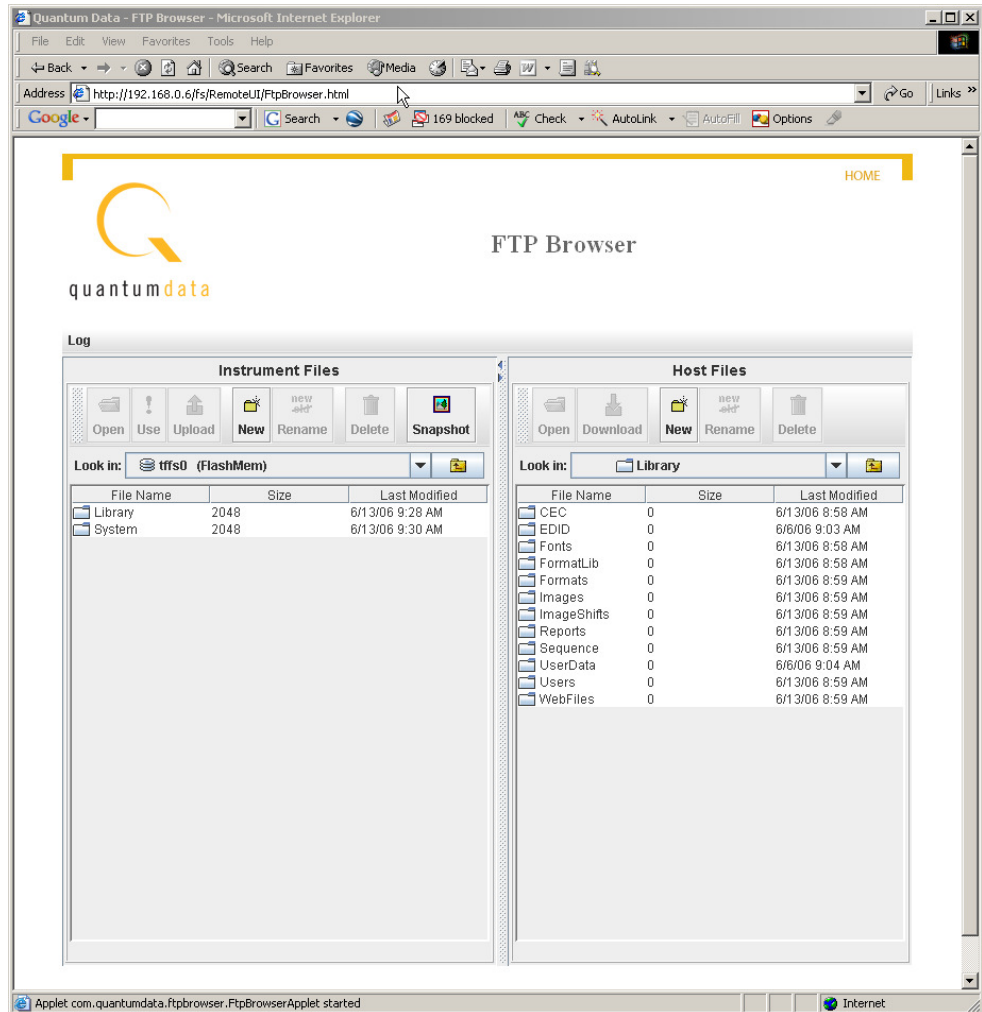 Quantum Data - FTP Browser - Microsoft Internet Explorer
File Edit View Favorites Tools Help
Back Search Favorites Media
Address http://192.168.0.6/fs/RemoteUI/FtpBrowser.html Go Links »
Google Search 169 blocked ABC Check AutoLink AutoFill Options
HOME
FTP Browser
quantumdata
Log
Instrument Files
Open Use Upload New new old Rename Delete Snapshot
Look in: tffs0 (FlashMem)
File Name Size Last Modified
Library 2048 6/13/06 9:28 AM
System 2048 6/13/06 9:30 AM
Host Files
Open Download New new old Rename Delete
Look in: Library
File Name Size Last Modified
CEC 0 6/13/06 8:58 AM
EDID 0 6/6/06 9:03 AM
Fonts 0 6/13/06 8:58 AM
FormatLib 0 6/13/06 8:58 AM
Formats 0 6/13/06 8:59 AM
Images 0 6/13/06 8:59 AM
ImageShifts 0 6/13/06 8:59 AM
Reports 0 6/13/06 8:59 AM
Sequence 0 6/13/06 8:59 AM
UserData 0 6/6/06 9:04 AM
Users 0 6/13/06 8:59 AM
WebFiles 0 6/13/06 8:59 AM
Applet com.quantumdata.ftpbrowser.FtpBrowserApplet started Internet